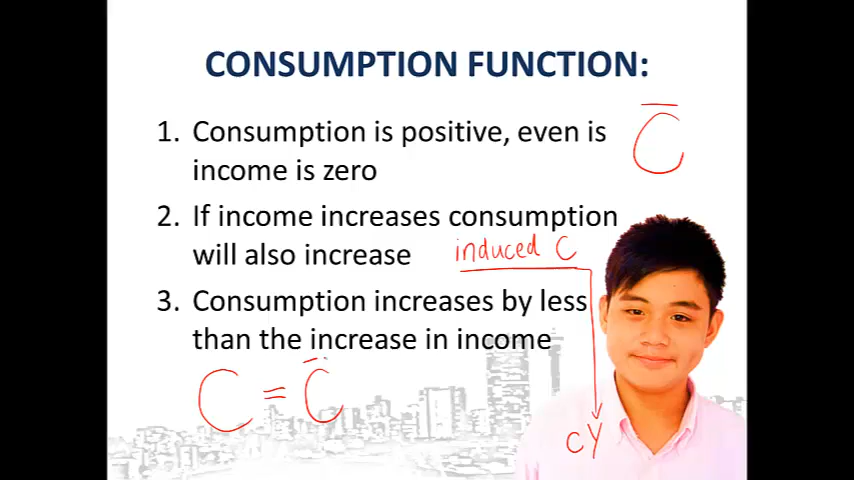 CONSUMPTION FUNCTION:
1. Consumption is positive, even is
income is zero
C̅
2. If income increases consumption
will also increase
induced C
3. Consumption increases by less
than the increase in income
C = C̅
cY